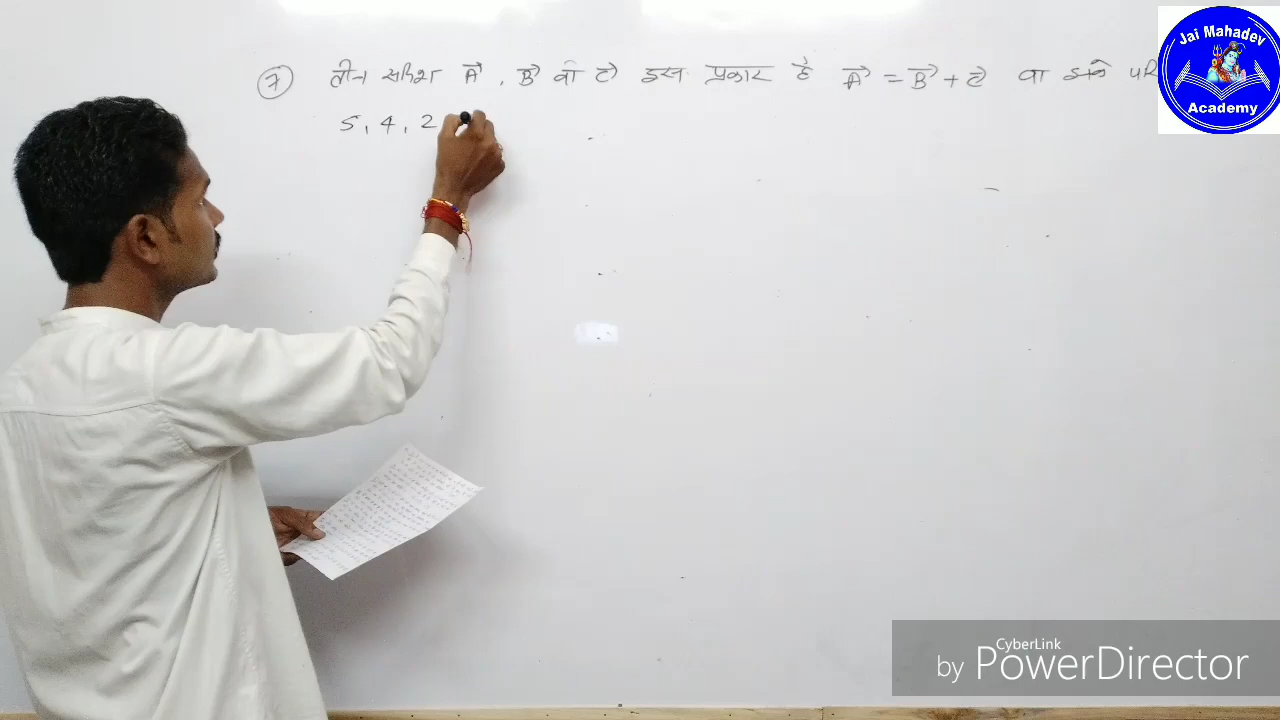 7 तीन सदिश A→, B→ वा C→ इस प्रकार है A→ = B→ + C→ वा इनके परि
5, 4, 2
Jai Mahadev
Academy
CyberLink
by PowerDirector